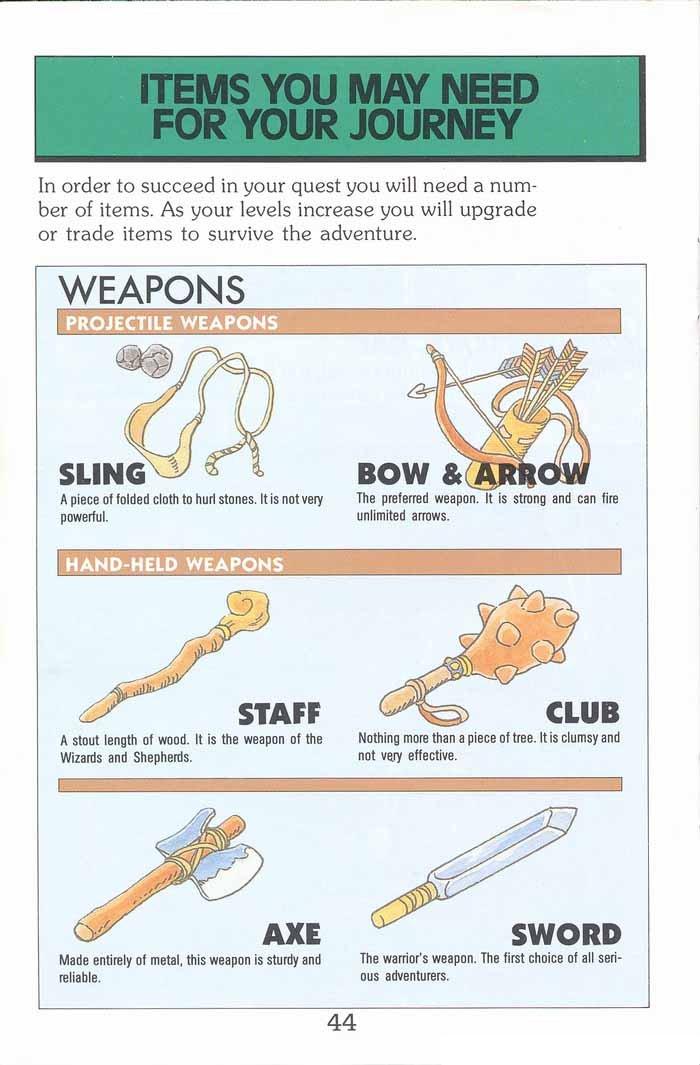 ITEMS YOU MAY NEED
FOR YOUR JOURNEY
In order to succeed in your quest you will need a num-
ber of items. As your levels increase you will upgrade
or trade items to survive the adventure.
WEAPONS
PROJECTILE WEAPONS
SLING
A piece of folded cloth to hurl stones. It is not very
powerful.
BOW & ARROW
The preferred weapon. It is strong and can fire
unlimited arrows.
HAND-HELD WEAPONS
STAFF
A stout length of wood. It is the weapon of the
Wizards and Shepherds.
CLUB
Nothing more than a piece of tree. It is clumsy and
not very effective.
AXE
Made entirely of metal, this weapon is sturdy and
reliable.
SWORD
The warrior's weapon. The first choice of all seri-
ous adventurers.
44